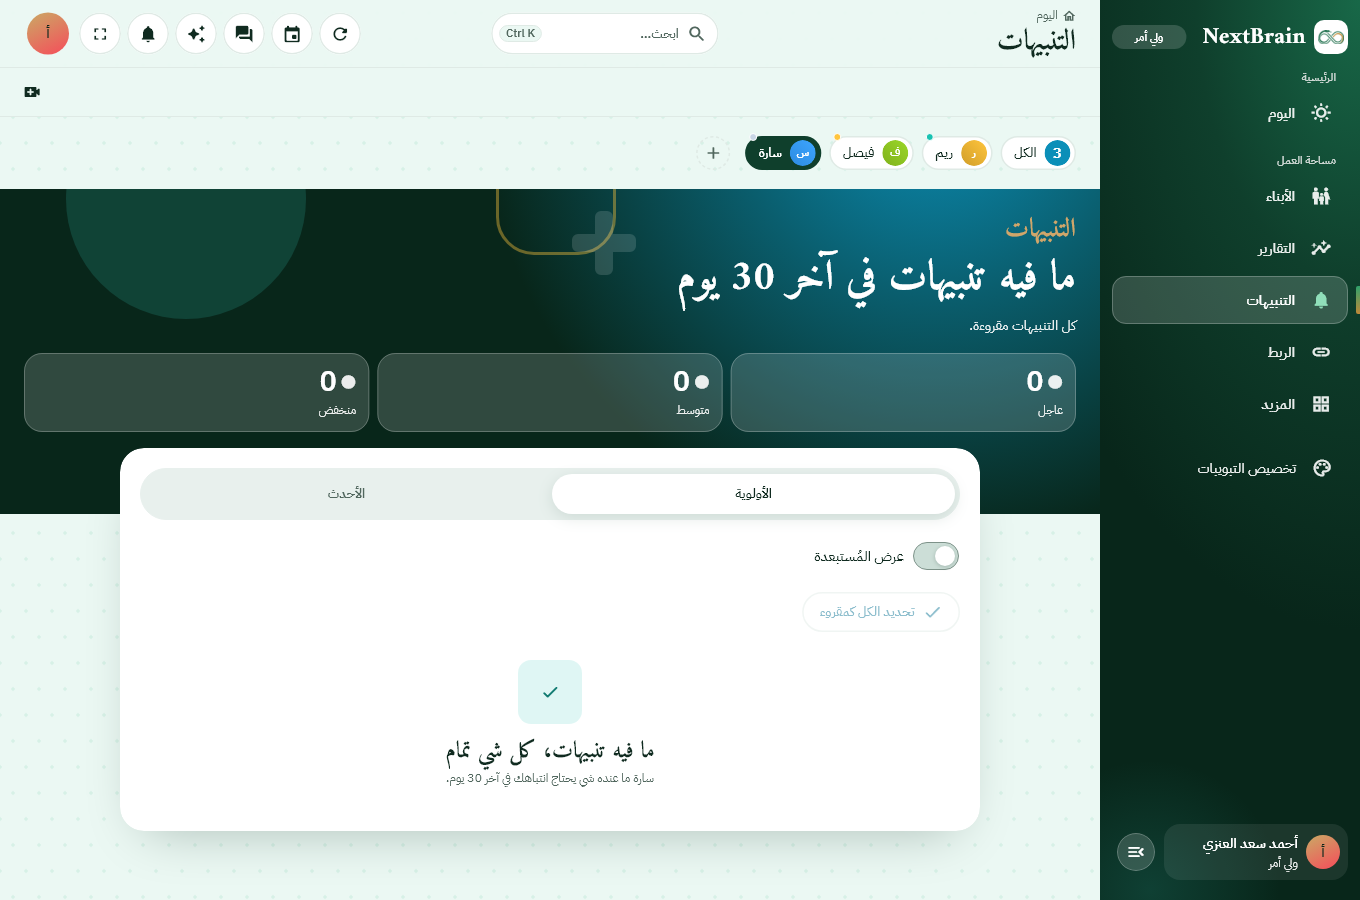 NextBrain
ولي أمر
الرئيسية
اليوم
مساحة العمل
الأبناء
التقارير
التنبيهات
الربط
المزيد
تخصيص التبويبات
أ
أحمد سعد العنزي
ولي أمر
اليوم
التنبيهات
ابحث...
Ctrl K
أ
3 الكل
ر ريم
ف فيصل
س سارة
التنبيهات
ما فيه تنبيهات في آخر 30 يوم
كل التنبيهات مقروءة.
0
عاجل
0
متوسط
0
منخفض
الأولوية
الأحدث
عرض المُستبعدة
تحديد الكل كمقروء
ما فيه تنبيهات، كل شي تمام
سارة ما عنده شي يحتاج انتباهك في آخر 30 يوم.